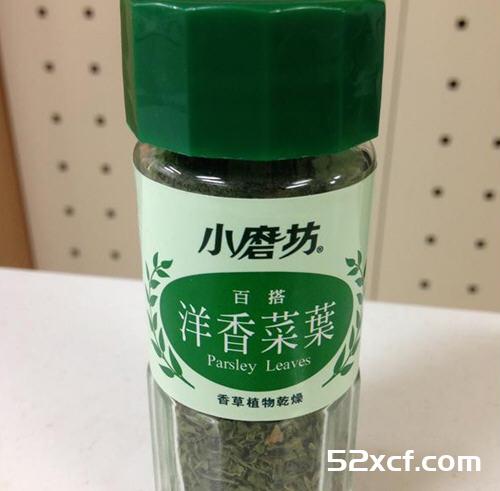 小磨坊®
百搭
洋香菜葉
Parsley Leaves
香草植物乾燥
52xcf.com